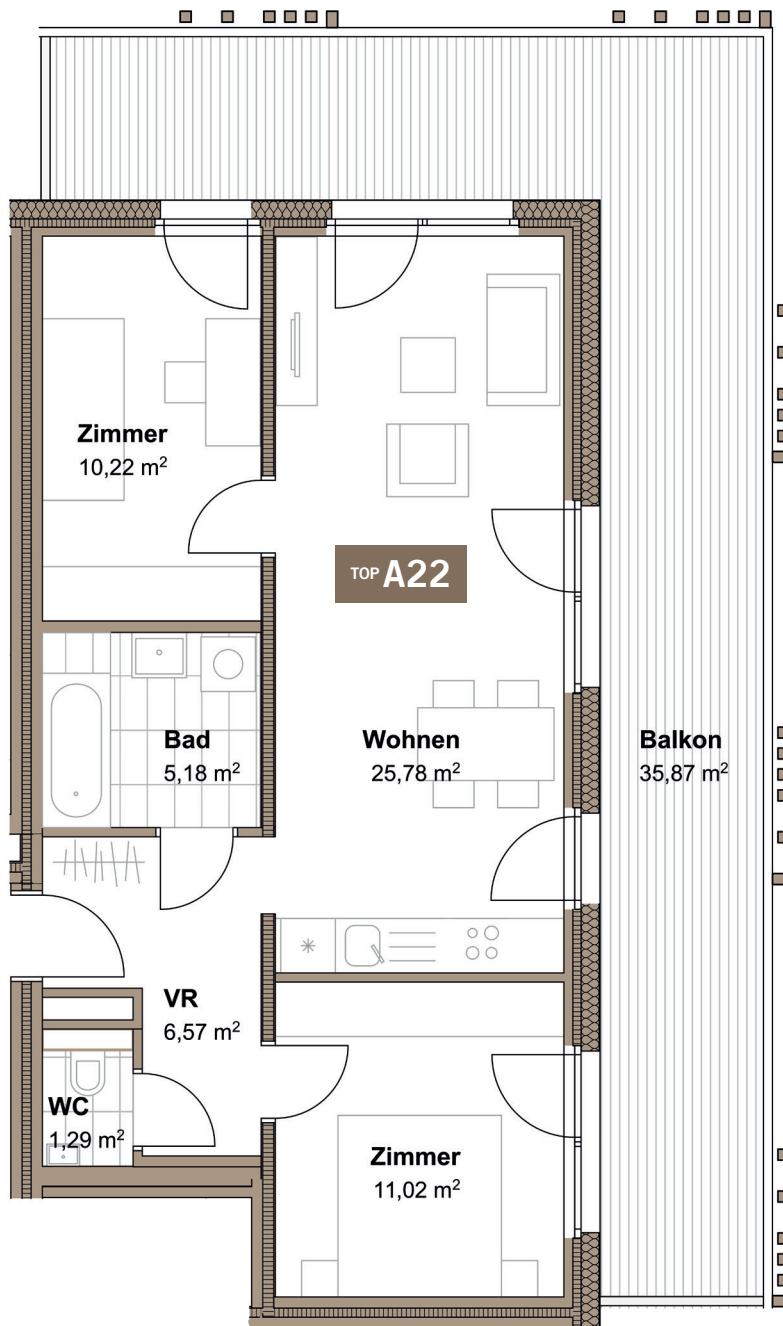 Zimmer
10,22 m²
TOP A22
Bad
5,18 m²
Wohnen
25,78 m²
Balkon
35,87 m²
VR
6,57 m²
WC
1,29 m²
Zimmer
11,02 m²